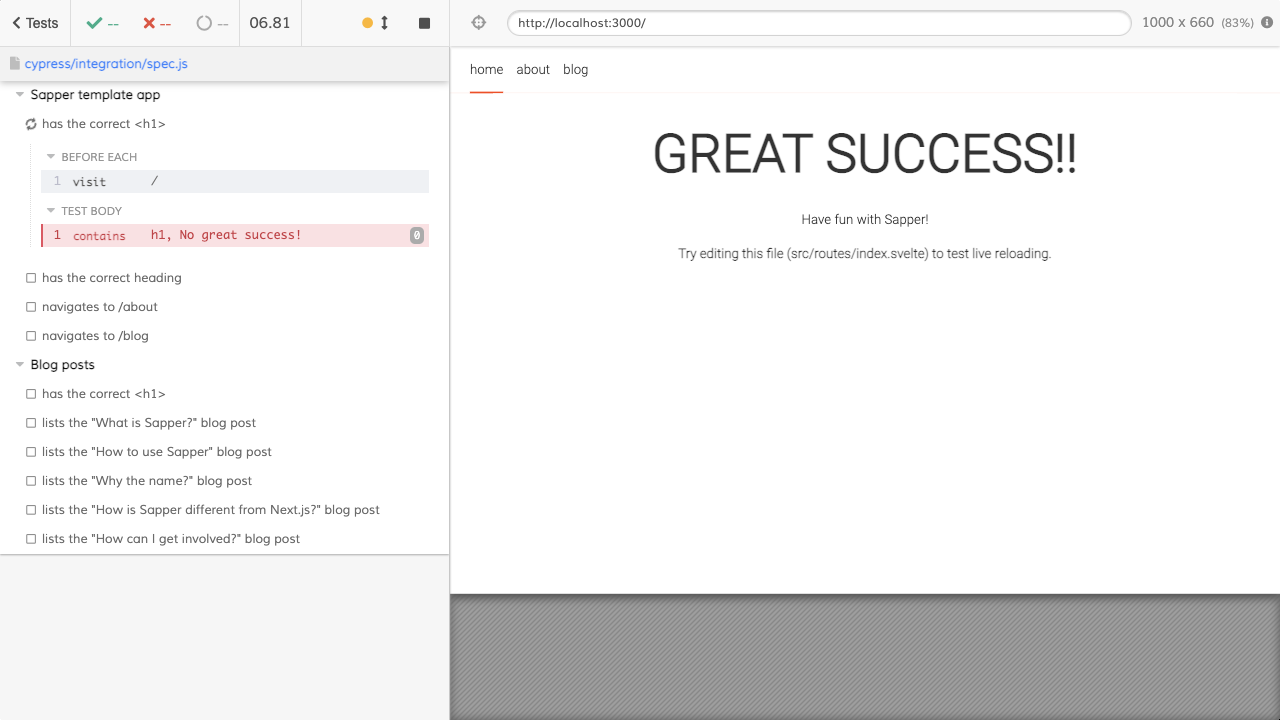 Tests -- -- -- 06.81
cypress/integration/spec.js
Sapper template app
has the correct <h1>
BEFORE EACH
1 visit /
TEST BODY
1 contains h1, No great success! 0
has the correct heading
navigates to /about
navigates to /blog
Blog posts
has the correct <h1>
lists the "What is Sapper?" blog post
lists the "How to use Sapper" blog post
lists the "Why the name?" blog post
lists the "How is Sapper different from Next.js?" blog post
lists the "How can I get involved?" blog post
http://localhost:3000/ 1000 x 660 (83%)
home about blog
GREAT SUCCESS!!
Have fun with Sapper!
Try editing this file (src/routes/index.svelte) to test live reloading.